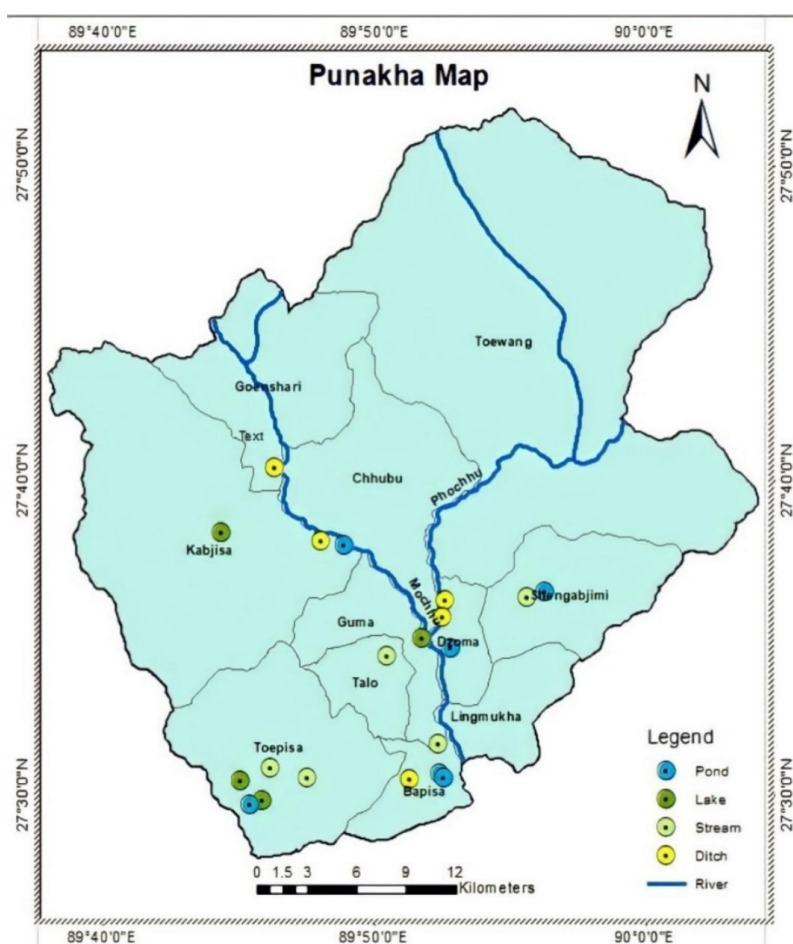 89°40'0"E 89°50'0"E 90°0'0"E
Punakha Map
N
27°50'0"N 27°50'0"N
Toewang
Goenshari
Text
Chhubu
Phochhu
27°40'0"N 27°40'0"N
Kabjisa
Mochhu
Shengabjimi
Guma
Dzoma
Talo
Lingmukha
Toepisa
Bapisa
27°30'0"N 27°30'0"N
Legend
Pond
Lake
Stream
Ditch
River
0 1.5 3 6 9 12
Kilometers
89°40'0"E 89°50'0"E 90°0'0"E